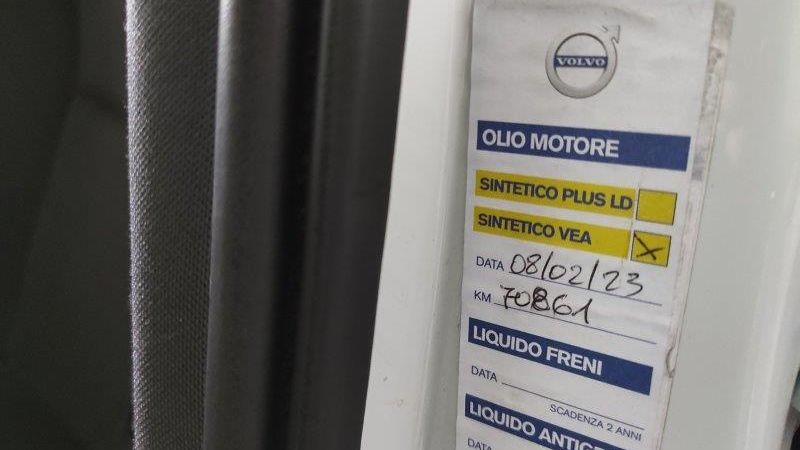 VOLVO
OLIO MOTORE
SINTETICO PLUS LD
SINTETICO VEA
DATA 08/02/23
KM 70861
LIQUIDO FRENI
DATA
SCADENZA 2 ANNI
LIQUIDO
DATA